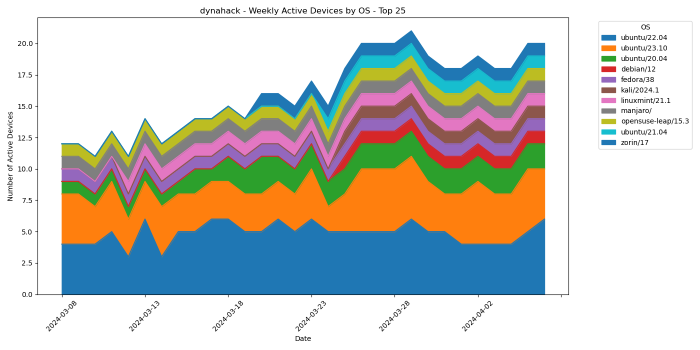 dynahack - Weekly Active Devices by OS - Top 25
OS
ubuntu/22.04
ubuntu/23.10
ubuntu/20.04
debian/12
fedora/38
kali/2024.1
linuxmint/21.1
manjaro/
opensuse-leap/15.3
ubuntu/21.04
zorin/17
Number of Active Devices
20.0
17.5
15.0
12.5
10.0
7.5
5.0
2.5
0.0
2024-03-08
2024-03-13
2024-03-18
2024-03-23
2024-03-28
2024-04-02
Date